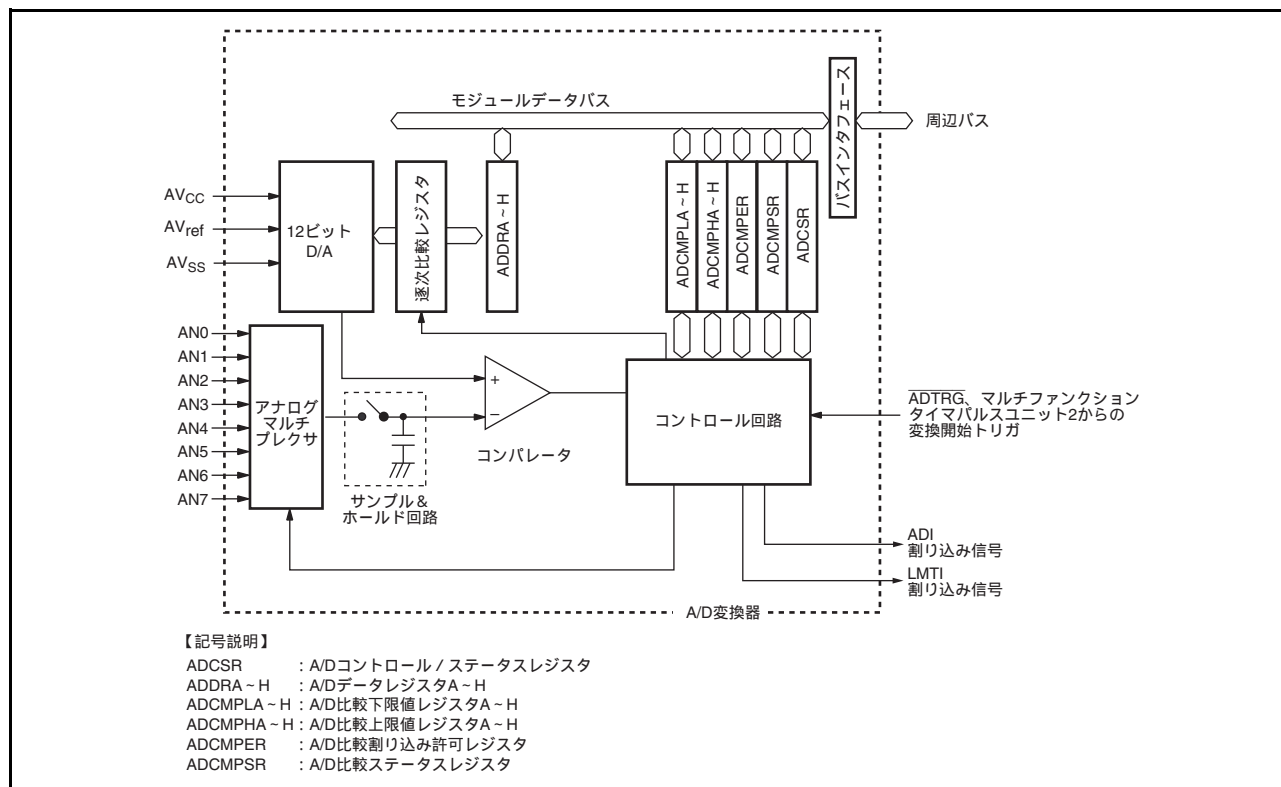 モジュールデータバス
バスインタフェース
周辺バス
AVCC
AVref
AVSS
12ビット
D/A
逐次比較レジスタ
ADDRA~H
ADCMPLA~H
ADCMPHA~H
ADCMPER
ADCMPSR
ADCSR
AN0
AN1
AN2
AN3
AN4
AN5
AN6
AN7
アナログ
マルチ
プレクサ
+
−
コンパレータ
サンプル&
ホールド回路
コントロール回路
ADTRG、マルチファンクション
タイマパルスユニット2からの
変換開始トリガ
ADI
割り込み信号
LMTI
割り込み信号
A/D変換器
【記号説明】
ADCSR : A/Dコントロール / ステータスレジスタ
ADDRA~H : A/DデータレジスタA~H
ADCMPLA~H : A/D比較下限値レジスタA~H
ADCMPHA~H : A/D比較上限値レジスタA~H
ADCMPER : A/D比較割り込み許可レジスタ
ADCMPSR : A/D比較ステータスレジスタ